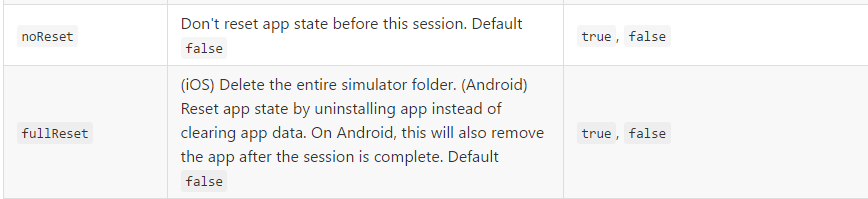 noReset
Don't reset app state before this session. Default
false
true, false
fullReset
(iOS) Delete the entire simulator folder. (Android)
Reset app state by uninstalling app instead of
clearing app data. On Android, this will also remove
the app after the session is complete. Default
false
true, false